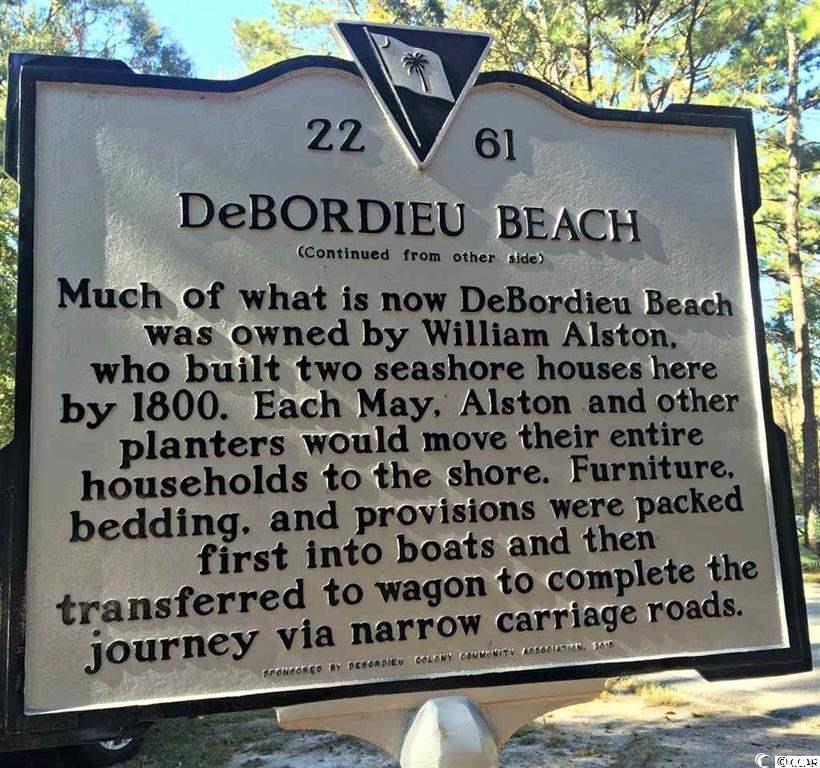 22 61
DeBORDIEU BEACH
(Continued from other side)
Much of what is now DeBordieu Beach
was owned by William Alston,
who built two seashore houses here
by 1800. Each May, Alston and other
planters would move their entire
households to the shore. Furniture,
bedding, and provisions were packed
first into boats and then
transferred to wagon to complete the
journey via narrow carriage roads.
SPONSORED BY DEBORDIEU COLONY COMMUNITY ASSOCIATION, 2015
©CCAR